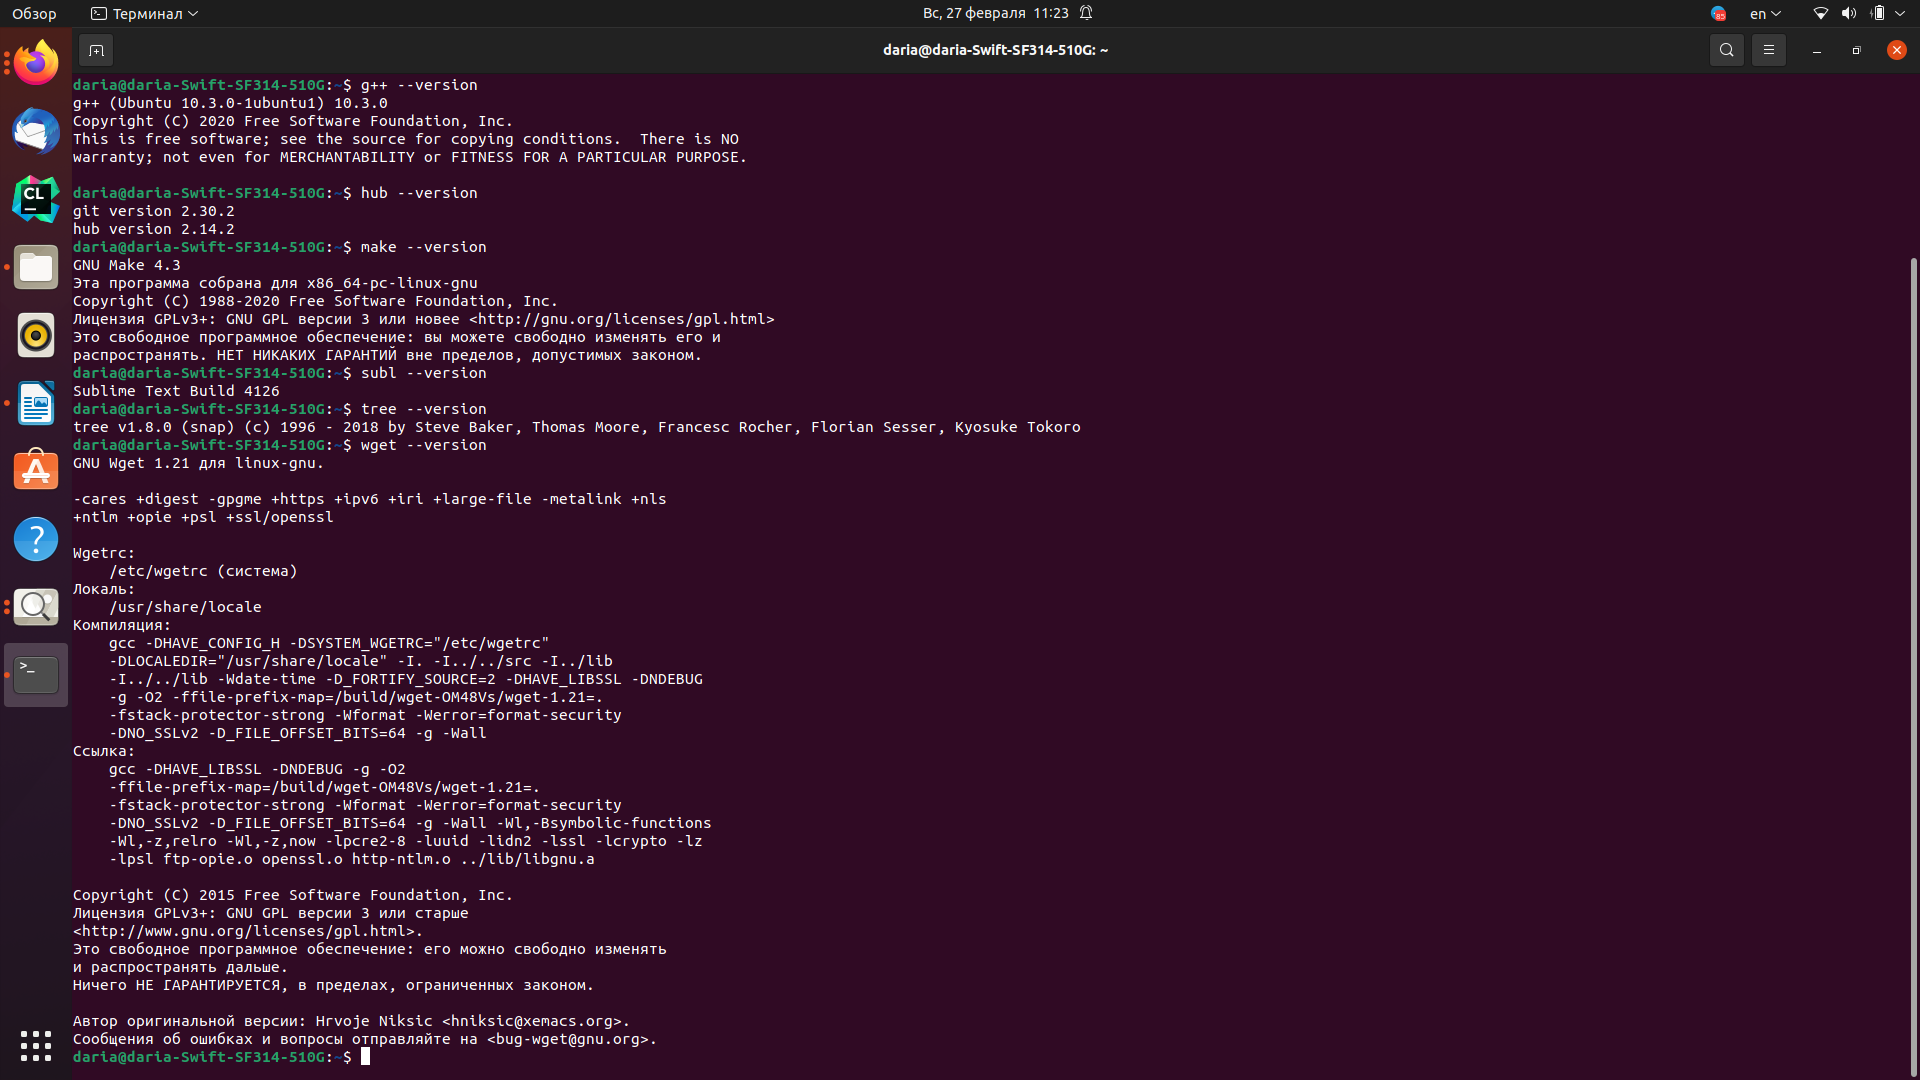 Обзор
Терминал
Вс, 27 февраля 11:23
85
en
daria@daria-Swift-SF314-510G: ~
daria@daria-Swift-SF314-510G:~$ g++ --version
g++ (Ubuntu 10.3.0-1ubuntu1) 10.3.0
Copyright (C) 2020 Free Software Foundation, Inc.
This is free software; see the source for copying conditions.  There is NO
warranty; not even for MERCHANTABILITY or FITNESS FOR A PARTICULAR PURPOSE.
daria@daria-Swift-SF314-510G:~$ hub --version
git version 2.30.2
hub version 2.14.2
daria@daria-Swift-SF314-510G:~$ make --version
GNU Make 4.3
Эта программа собрана для x86_64-pc-linux-gnu
Copyright (C) 1988-2020 Free Software Foundation, Inc.
Лицензия GPLv3+: GNU GPL версии 3 или новее <http://gnu.org/licenses/gpl.html>
Это свободное программное обеспечение: вы можете свободно изменять его и
распространять. НЕТ НИКАКИХ ГАРАНТИЙ вне пределов, допустимых законом.
daria@daria-Swift-SF314-510G:~$ subl --version
Sublime Text Build 4126
daria@daria-Swift-SF314-510G:~$ tree --version
tree v1.8.0 (snap) (c) 1996 - 2018 by Steve Baker, Thomas Moore, Francesc Rocher, Florian Sesser, Kyosuke Tokoro
daria@daria-Swift-SF314-510G:~$ wget --version
GNU Wget 1.21 для linux-gnu.
-cares +digest -gpgme +https +ipv6 +iri +large-file -metalink +nls
+ntlm +opie +psl +ssl/openssl
Wgetrc:
/etc/wgetrc (система)
Локаль:
/usr/share/locale
Компиляция:
gcc -DHAVE_CONFIG_H -DSYSTEM_WGETRC="/etc/wgetrc"
-DLOCALEDIR="/usr/share/locale" -I. -I../../src -I../lib
-I../../lib -Wdate-time -D_FORTIFY_SOURCE=2 -DHAVE_LIBSSL -DNDEBUG
-g -O2 -ffile-prefix-map=/build/wget-OM48Vs/wget-1.21=.
-fstack-protector-strong -Wformat -Werror=format-security
-DNO_SSLv2 -D_FILE_OFFSET_BITS=64 -g -Wall
Ссылка:
gcc -DHAVE_LIBSSL -DNDEBUG -g -O2
-ffile-prefix-map=/build/wget-OM48Vs/wget-1.21=.
-fstack-protector-strong -Wformat -Werror=format-security
-DNO_SSLv2 -D_FILE_OFFSET_BITS=64 -g -Wall -Wl,-Bsymbolic-functions
-Wl,-z,relro -Wl,-z,now -lpcre2-8 -luuid -lidn2 -lssl -lcrypto -lz
-lpsl ftp-opie.o openssl.o http-ntlm.o ../lib/libgnu.a
Copyright (C) 2015 Free Software Foundation, Inc.
Лицензия GPLv3+: GNU GPL версии 3 или старше
<http://www.gnu.org/licenses/gpl.html>.
Это свободное программное обеспечение: его можно свободно изменять
и распространять дальше.
Ничего НЕ ГАРАНТИРУЕТСЯ, в пределах, ограниченных законом.
Автор оригинальной версии: Hrvoje Niksic <hniksic@xemacs.org>.
Сообщения об ошибках и вопросы отправляйте на <bug-wget@gnu.org>.
daria@daria-Swift-SF314-510G:~$
CL